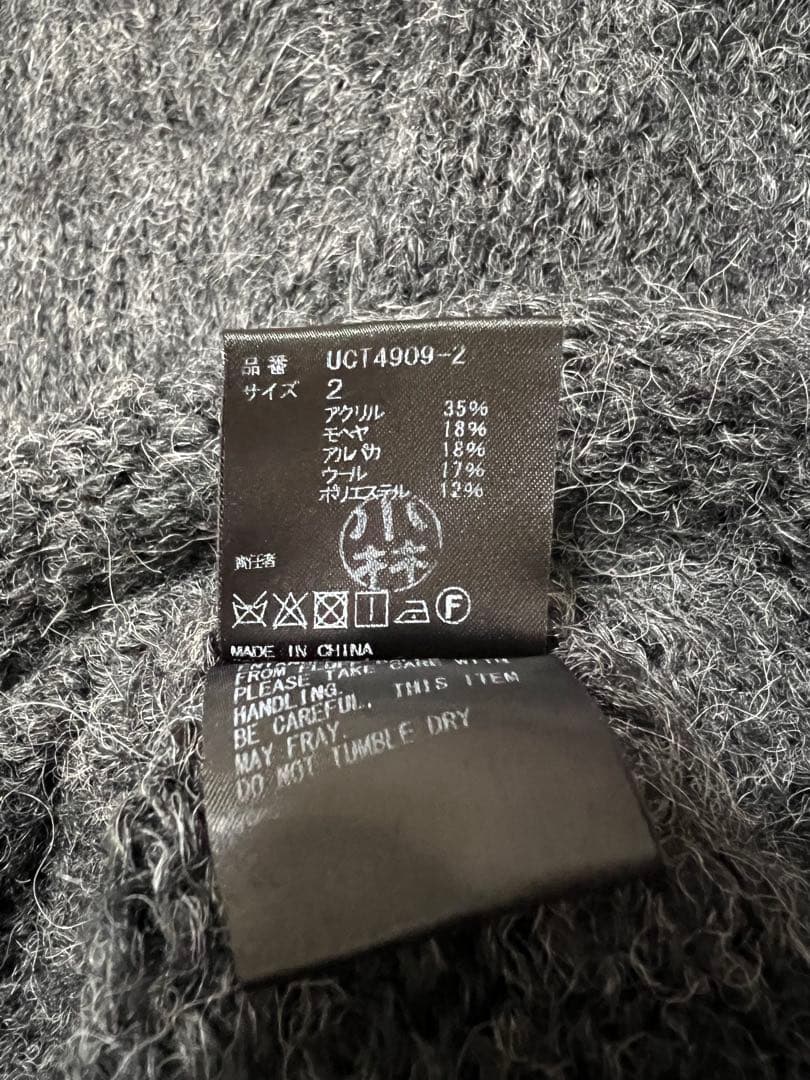 品番 UCT4909-2
サイズ 2
アクリル 35%
モヘヤ 18%
アルパカ 18%
ウール 17%
ポリエステル 12%
小林
責任者
F
MADE IN CHINA
FROM
PLEASE TAKE CARE WITH
HANDLING.
BE CAREFUL, THIS ITEM
MAY FRAY.
DO NOT TUMBLE DRY